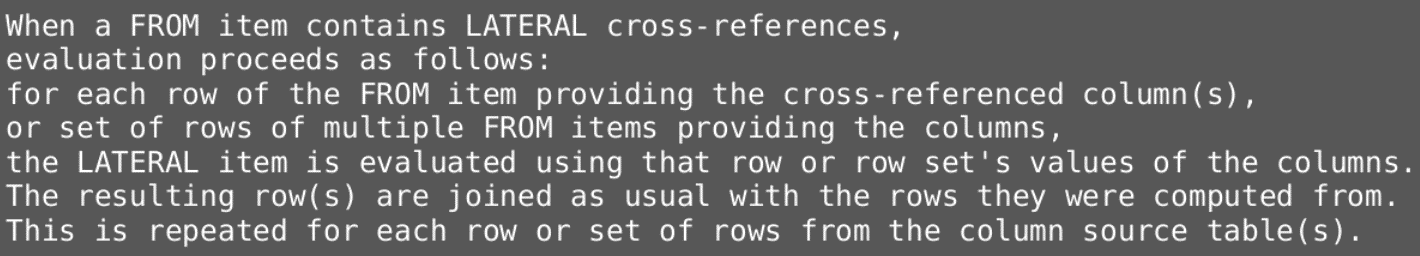 When a FROM item contains LATERAL cross-references,
evaluation proceeds as follows:
for each row of the FROM item providing the cross-referenced column(s),
or set of rows of multiple FROM items providing the columns,
the LATERAL item is evaluated using that row or row set's values of the columns.
The resulting row(s) are joined as usual with the rows they were computed from.
This is repeated for each row or set of rows from the column source table(s).